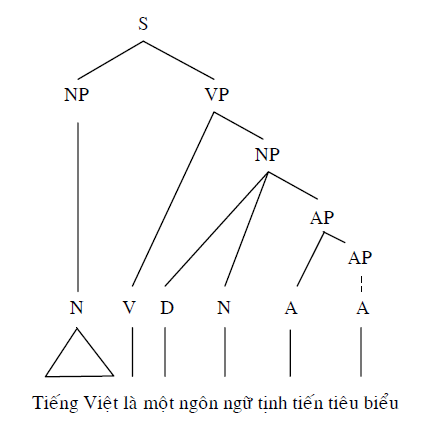 S
NP VP
NP
AP
AP
N V D N A A
Tiếng Việt là một ngôn ngữ tịnh tiến tiêu biểu